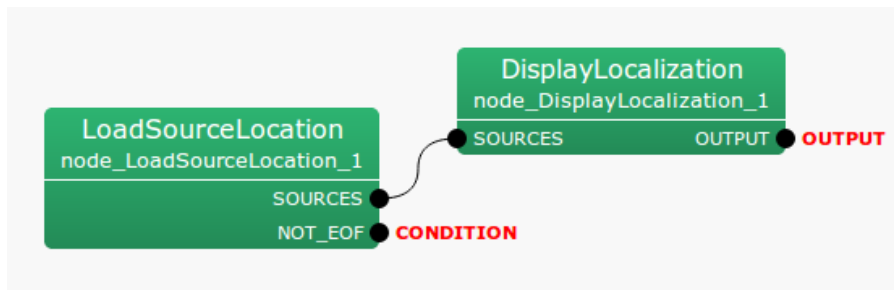 LoadSourceLocation
node_LoadSourceLocation_1
SOURCES
NOT_EOF CONDITION
DisplayLocalization
node_DisplayLocalization_1
SOURCES OUTPUT OUTPUT